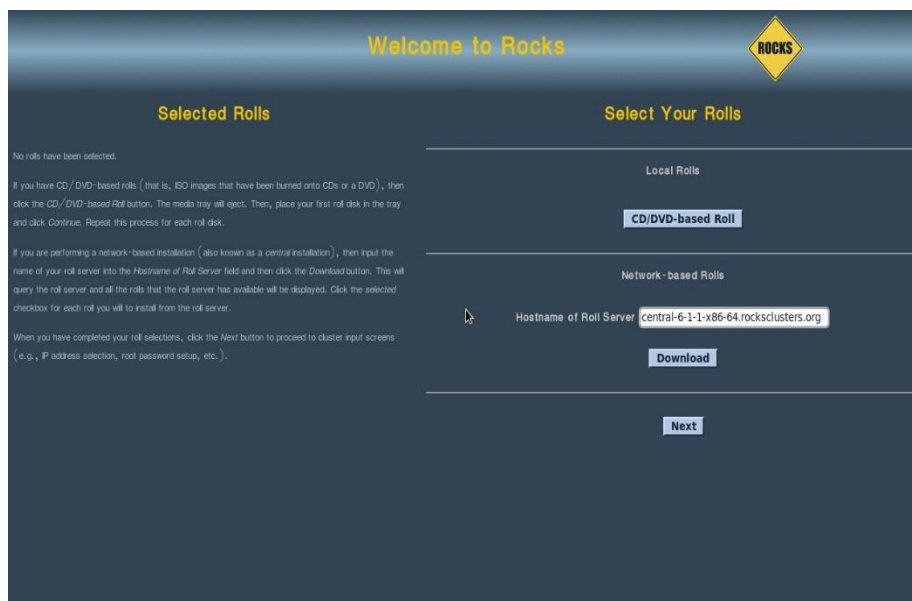 Welcome to Rocks
ROCKS
Selected Rolls
No rolls have been selected.
If you have CD/DVD-based rolls (that is, ISO images that have been burned onto CDs or a DVD), then
click the CD/DVD-based Roll button. The media tray will eject. Then, place your first roll disk in the tray
and click Continue. Repeat this process for each roll disk.
If you are performing a network-based installation (also known as a central installation), then input the
name of your roll server into the Hostname of Roll Server field and then click the Download button. This will
query the roll server and all the rolls that the roll server has available will be displayed. Click the selected
checkbox for each roll you will to install from the roll server.
When you have completed your roll selections, click the Next button to proceed to cluster input screens
(e.g., IP address selection, root password setup, etc.).
Select Your Rolls
Local Rolls
CD/DVD-based Roll
Network-based Rolls
Hostname of Roll Server central-6-1-1-x86-64.rocksclusters.org
Download
Next